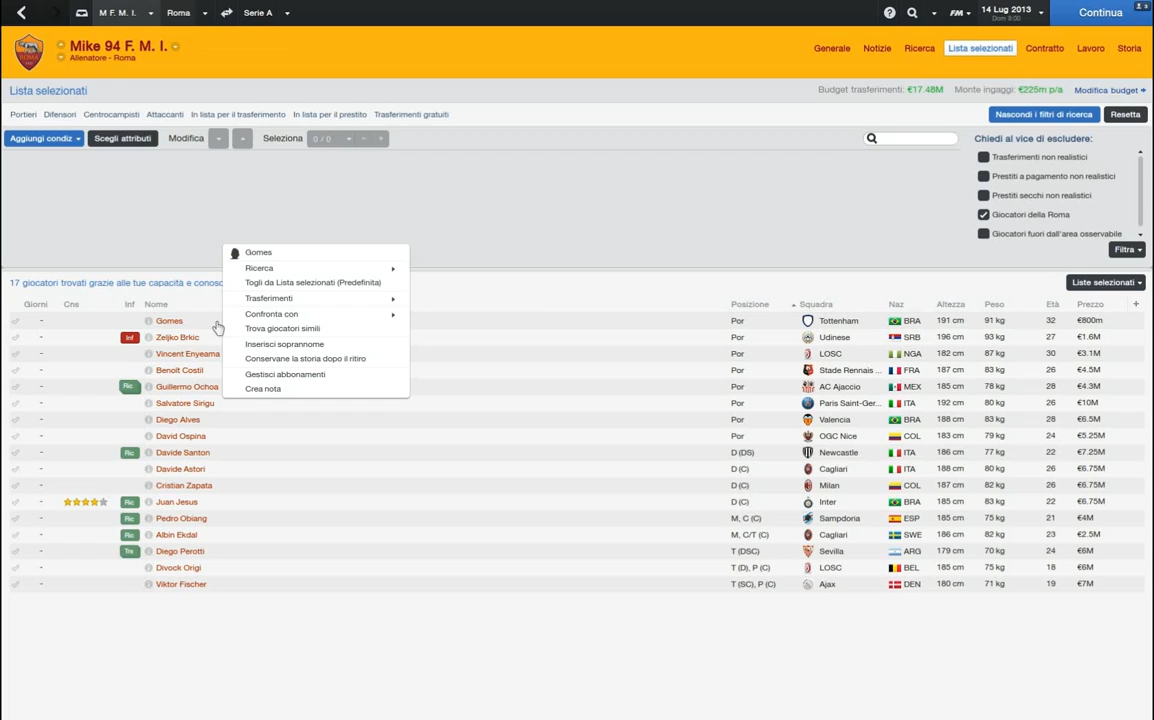 M F. M. I. Roma Serie A FM 14 Lug 2013 Dom 8:00 Continua 3
Mike 94 F. M. I.
Allenatore - Roma
Generale Notizie Ricerca Lista selezionati Contratto Lavoro Storia
Lista selezionati Budget trasferimenti: €17.48M Monte ingaggi: €225m p/a Modifica budget
Portieri Difensori Centrocampisti Attaccanti In lista per il trasferimento In lista per il prestito Trasferimenti gratuiti Nascondi i filtri di ricerca Resetta
Aggiungi condiz Scegli attributi Modifica Seleziona 0 / 0 - + Chiedi al vice di escludere:
Trasferimenti non realistici
Prestiti a pagamento non realistici
Prestiti secchi non realistici
Giocatori della Roma
Giocatori fuori dall'area osservabile
Filtra
Gomes
Ricerca
Togli da Lista selezionati (Predefinita)
Trasferimenti
Confronta con
Trova giocatori simili
Inserisci soprannome
Conservane la storia dopo il ritiro
Gestisci abbonamenti
Crea nota
17 giocatori trovati grazie alle tue capacità e conosc Liste selezionati
Giorni Cns Inf Nome Posizione Squadra Naz Altezza Peso Età Prezzo +
- Gomes Por Tottenham BRA 191 cm 91 kg 32 €800m
- Inf Zeljko Brkic Por Udinese SRB 196 cm 93 kg 27 €1.6M
- Vincent Enyeama Por LOSC NGA 182 cm 87 kg 30 €3.1M
- Benoît Costil Por Stade Rennais ... FRA 187 cm 83 kg 26 €4.5M
- Ric Guillermo Ochoa Por AC Ajaccio MEX 185 cm 78 kg 28 €4.3M
- Salvatore Sirigu Por Paris Saint-Ger... ITA 192 cm 80 kg 26 €10M
- Diego Alves Por Valencia BRA 188 cm 83 kg 28 €6.5M
- David Ospina Por OGC Nice COL 183 cm 79 kg 24 €5.25M
- Ric Davide Santon D (DS) Newcastle ITA 186 cm 77 kg 22 €7.25M
- Davide Astori D (C) Cagliari ITA 188 cm 80 kg 26 €6.75M
- Cristian Zapata D (C) Milan COL 187 cm 82 kg 26 €6.75M
- Ric Juan Jesus D (C) Inter BRA 185 cm 83 kg 22 €6.75M
- Ric Pedro Obiang M, C (C) Sampdoria ESP 185 cm 75 kg 21 €4M
- Ric Albin Ekdal M, C/T (C) Cagliari SWE 186 cm 82 kg 23 €2.5M
- Trs Diego Perotti T (DSC) Sevilla ARG 179 cm 70 kg 24 €6M
- Divock Origi T (D), P (C) LOSC BEL 185 cm 75 kg 18 €6M
- Viktor Fischer T (SC), P (C) Ajax DEN 180 cm 71 kg 19 €7M